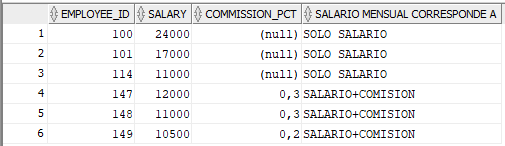 EMPLOYEE_ID SALARY COMMISSION_PCT SALARIO MENSUAL CORRESPONDE A
1 100 24000 (null) SOLO SALARIO
2 101 17000 (null) SOLO SALARIO
3 114 11000 (null) SOLO SALARIO
4 147 12000 0,3 SALARIO+COMISION
5 148 11000 0,3 SALARIO+COMISION
6 149 10500 0,2 SALARIO+COMISION